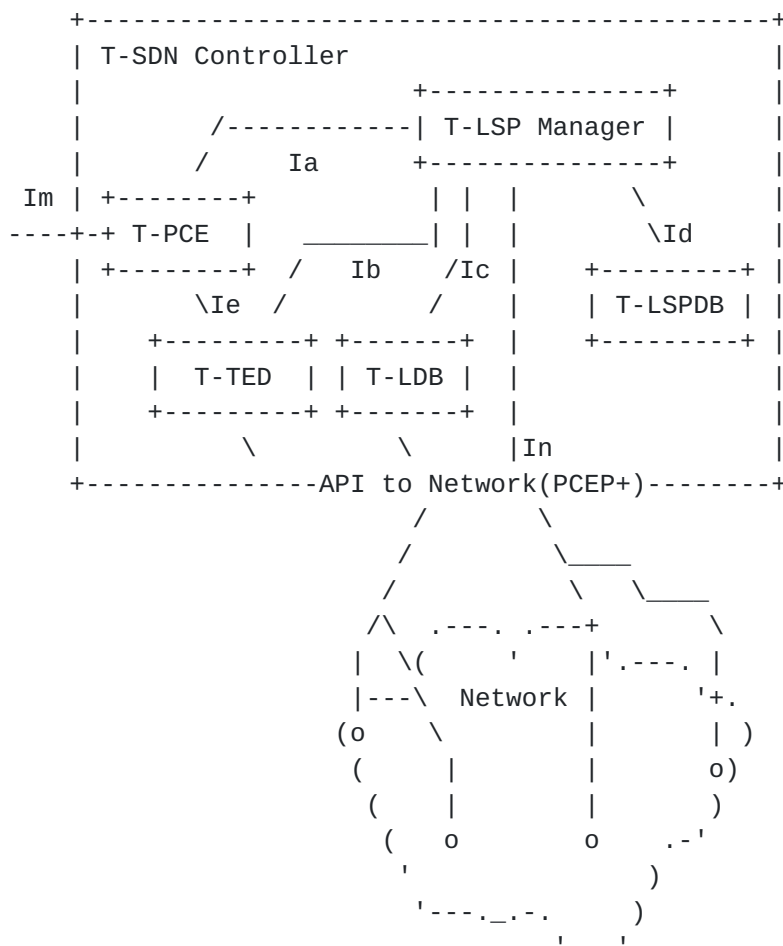 T-SDN Controller
T-LSP Manager
Ia
Im
T-PCE
Id
Ib Ic
Ie T-LSPDB
T-TED T-LDB
In
API to Network(PCEP+)
Network
o
o
o o